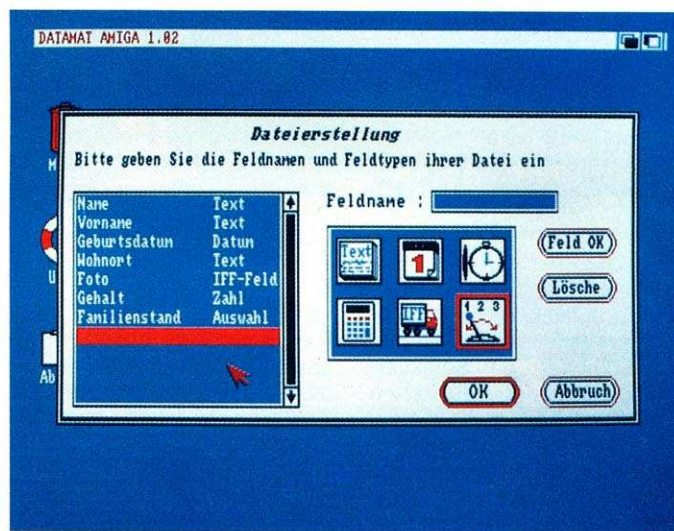 DATAMAT AMIGA 1.02
Dateierstellung
Bitte geben Sie die Feldnamen und Feldtypen ihrer Datei ein
Name Text
Vorname Text
Geburtsdatum Datum
Wohnort Text
Foto IFF-Feld
Gehalt Zahl
Familienstand Auswahl
Feldname :
Text
1
IFF
1 2 3
Feld OK
Lösche
OK
Abbruch
M
U
Ab